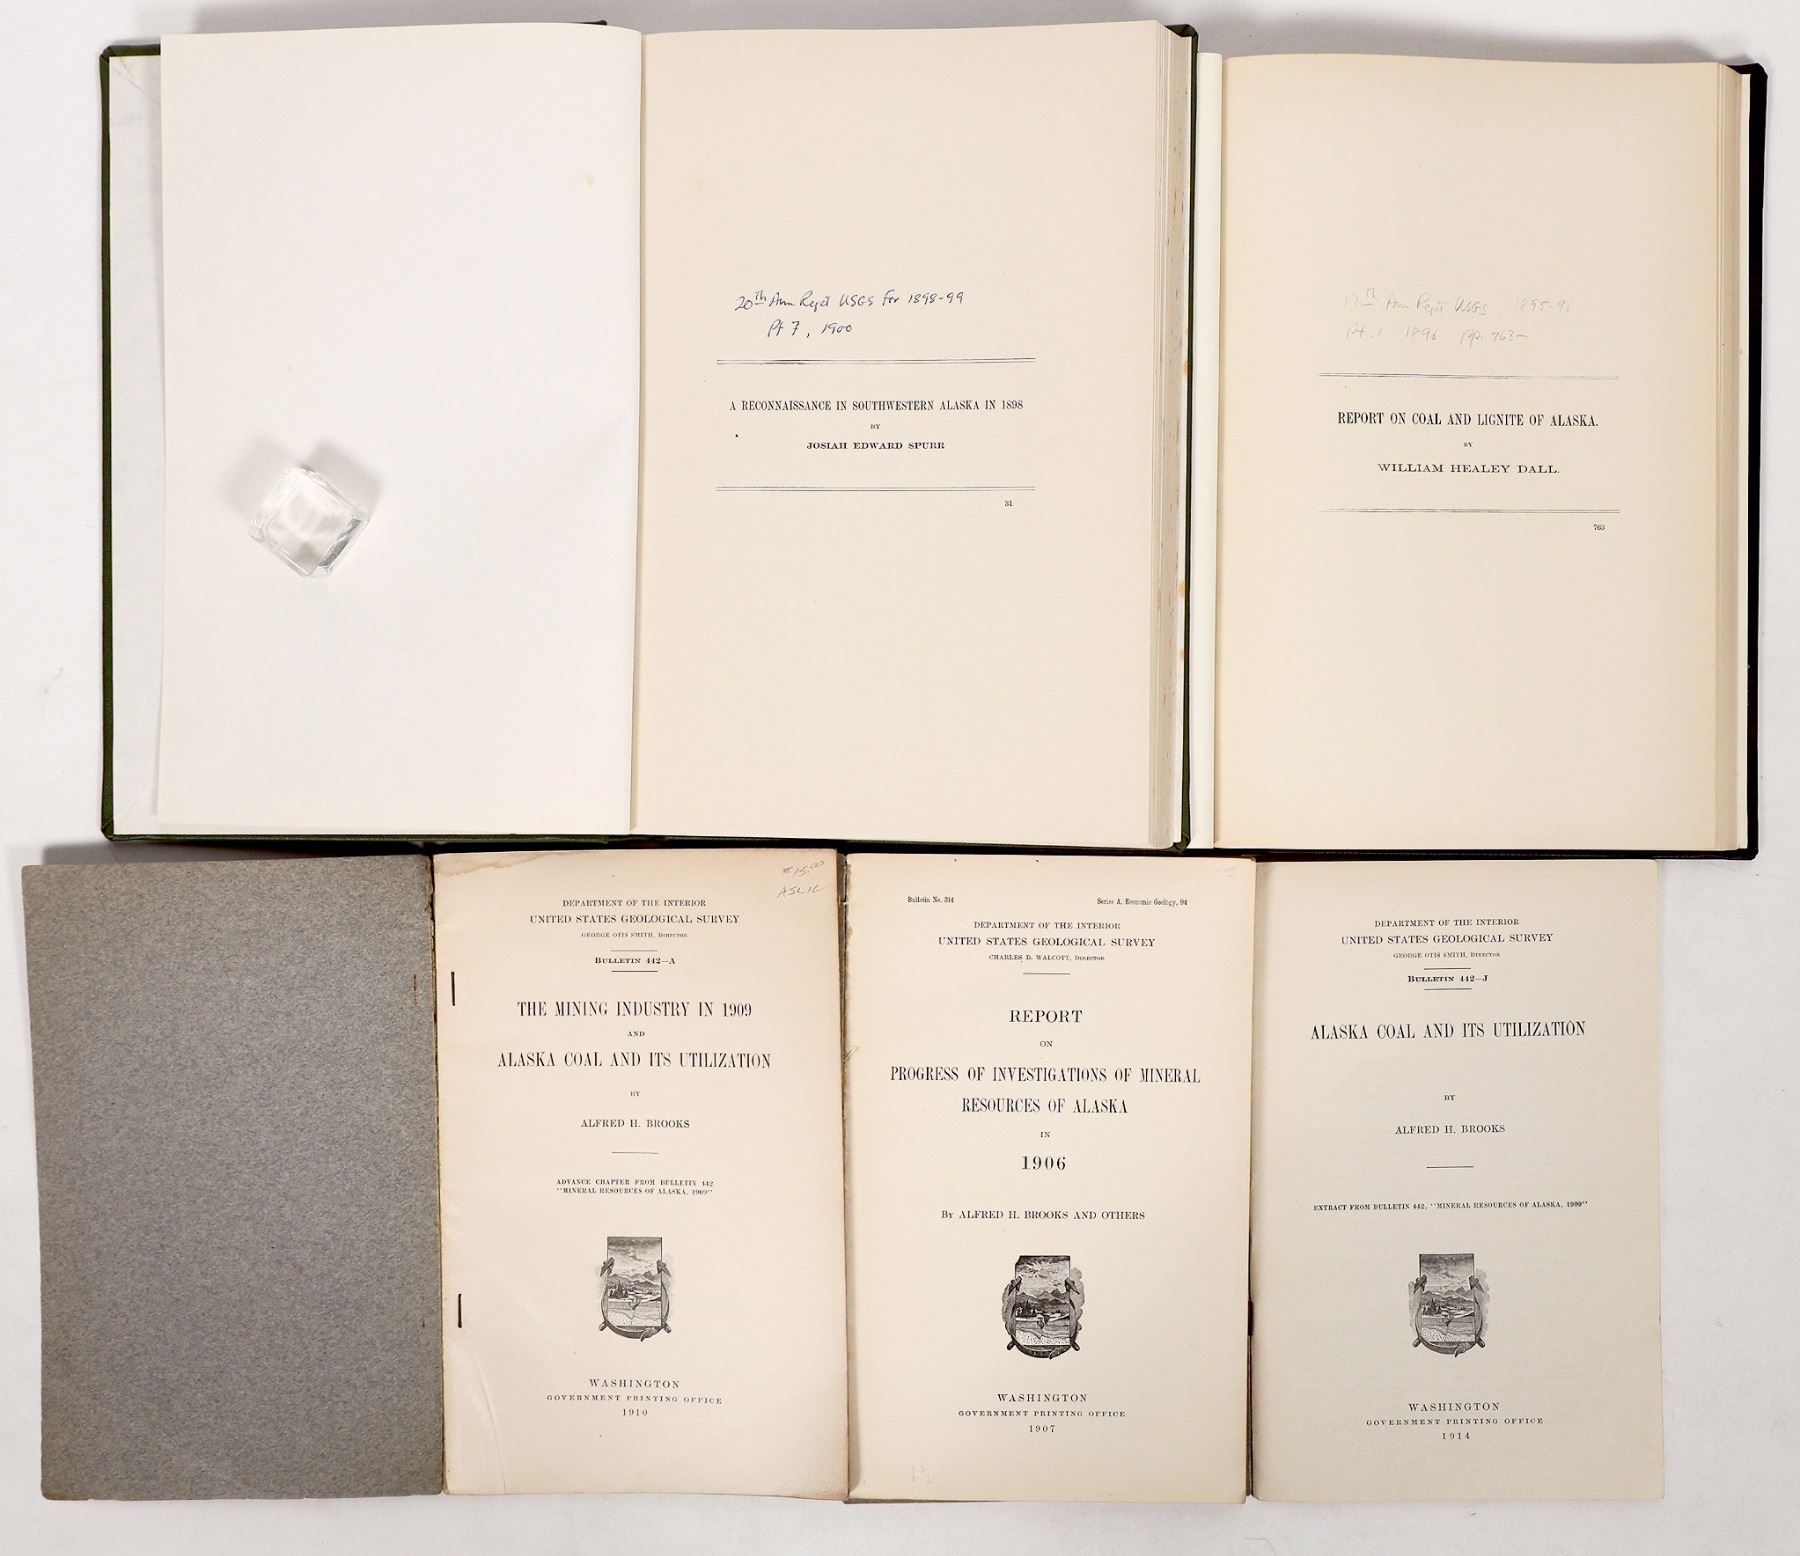 20th Ann Rept USGS for 1898-99
Pt 7, 1900
A RECONNAISSANCE IN SOUTHWESTERN ALASKA IN 1898
BY
JOSIAH EDWARD SPURR
31
17th Ann Rept USGS 1895-96
Pt. 1 1896 pp. 763-
REPORT ON COAL AND LIGNITE OF ALASKA.
BY
WILLIAM HEALEY DALL.
763
$15.00
DEPARTMENT OF THE INTERIOR
UNITED STATES GEOLOGICAL SURVEY
GEORGE OTIS SMITH, DIRECTOR
BULLETIN 442—A
THE MINING INDUSTRY IN 1909
AND
ALASKA COAL AND ITS UTILIZATION
BY
ALFRED H. BROOKS
ADVANCE CHAPTER FROM BULLETIN 442
"MINERAL RESOURCES OF ALASKA, 1909"
WASHINGTON
GOVERNMENT PRINTING OFFICE
1910
Bulletin No. 314
Series A, Economic Geology, 94
DEPARTMENT OF THE INTERIOR
UNITED STATES GEOLOGICAL SURVEY
CHARLES D. WALCOTT, DIRECTOR
REPORT
ON
PROGRESS OF INVESTIGATIONS OF MINERAL
RESOURCES OF ALASKA
IN
1906
BY ALFRED H. BROOKS AND OTHERS
WASHINGTON
GOVERNMENT PRINTING OFFICE
1907
DEPARTMENT OF THE INTERIOR
UNITED STATES GEOLOGICAL SURVEY
GEORGE OTIS SMITH, DIRECTOR
BULLETIN 442—J
ALASKA COAL AND ITS UTILIZATION
BY
ALFRED H. BROOKS
EXTRACT FROM BULLETIN 442, "MINERAL RESOURCES OF ALASKA, 1909"
WASHINGTON
GOVERNMENT PRINTING OFFICE
1914